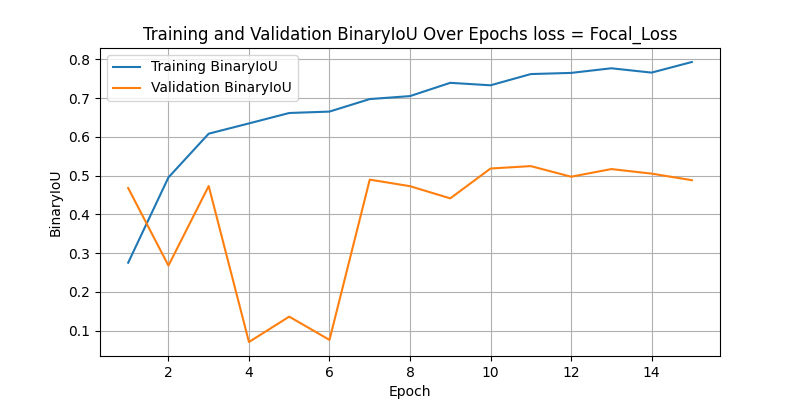 Training and Validation BinaryIoU Over Epochs loss = Focal_Loss
Training BinaryIoU
Validation BinaryIoU
BinaryIoU
0.8
0.7
0.6
0.5
0.4
0.3
0.2
0.1
2 4 6 8 10 12 14
Epoch